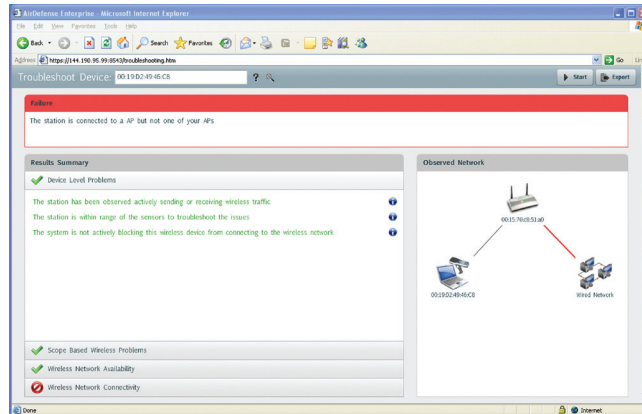 AirDefense Enterprise - Microsoft Internet Explorer
File Edit View Favorites Tools Help
Back Search Favorites
Address https://144.190.95.99:8543/troubleshooting.htm Go
Troubleshoot Device: 00:19:D2:49:46:C8 ? Start Export
Failure
The station is connected to a AP but not one of your APs
Results Summary
Device Level Problems
The station has been observed actively sending or receiving wireless traffic
The station is within range of the sensors to troubleshoot the issues
The system is not actively blocking this wireless device from connecting to the wireless network
Scope Based Wireless Problems
Wireless Network Availability
Wireless Network Connectivity
Observed Network
00:15:70:c8:51:a0
00:19:D2:49:46:C8
Wired Network
Done Internet